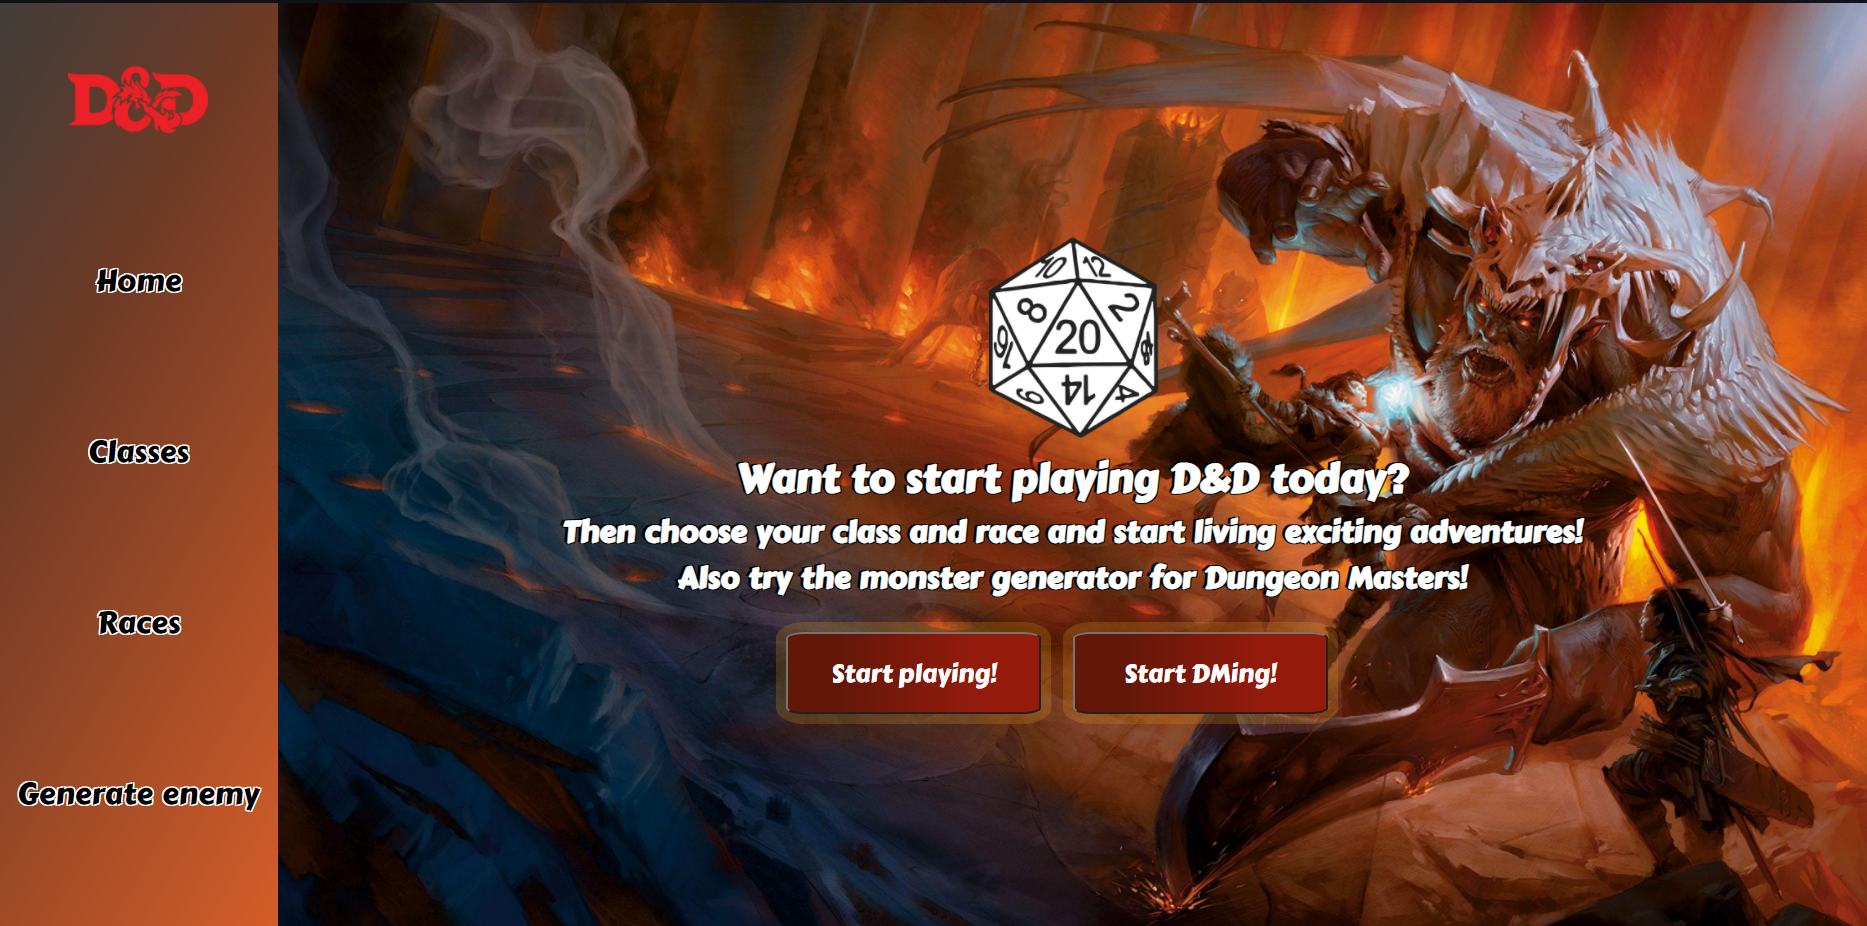 D&D
Home
Classes
Races
Generate enemy
10 12
8 2
20
16
14
6 4
Want to start playing D&D today?
Then choose your class and race and start living exciting adventures!
Also try the monster generator for Dungeon Masters!
Start playing!
Start DMing!